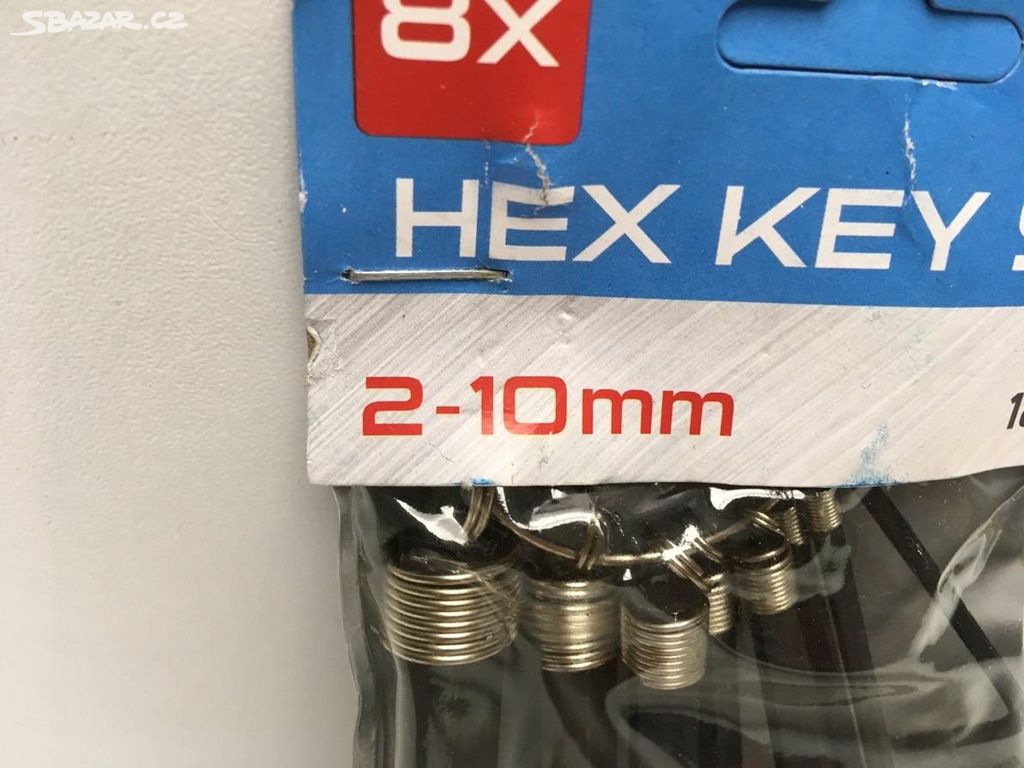 SBAZAR.CZ
8X
HEX KEY
2-10mm